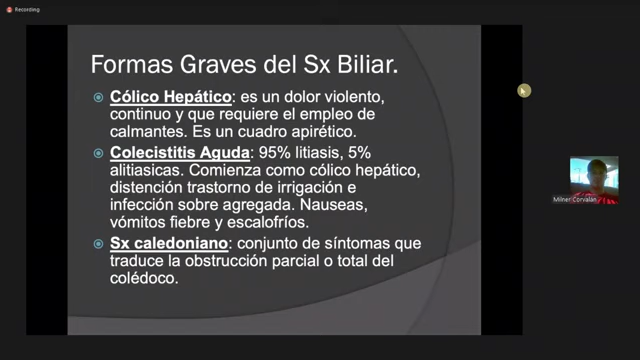 Recording
Formas Graves del Sx Biliar.
Cólico Hepático: es un dolor violento,
continuo y que requiere el empleo de
calmantes. Es un cuadro apirético.
Colecistitis Aguda: 95% litiasis, 5%
alitiasicas. Comienza como cólico hepático,
distención trastorno de irrigación e
infección sobre agregada. Nauseas,
vómitos fiebre y escalofríos.
Sx caledoniano: conjunto de síntomas que
traduce la obstrucción parcial o total del
colédoco.
Milner Corvalán